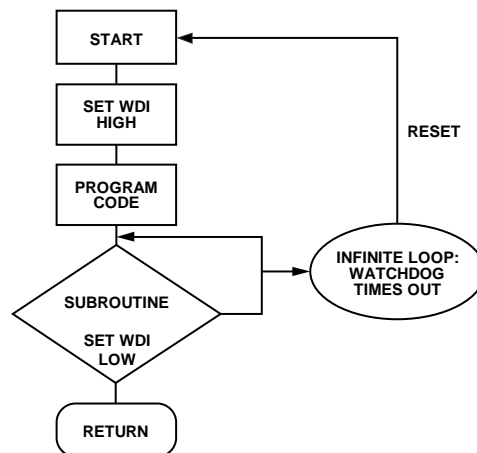 START
SET WDI
HIGH
RESET
PROGRAM
CODE
INFINITE LOOP:
WATCHDOG
TIMES OUT
SUBROUTINE
SET WDI
LOW
RETURN